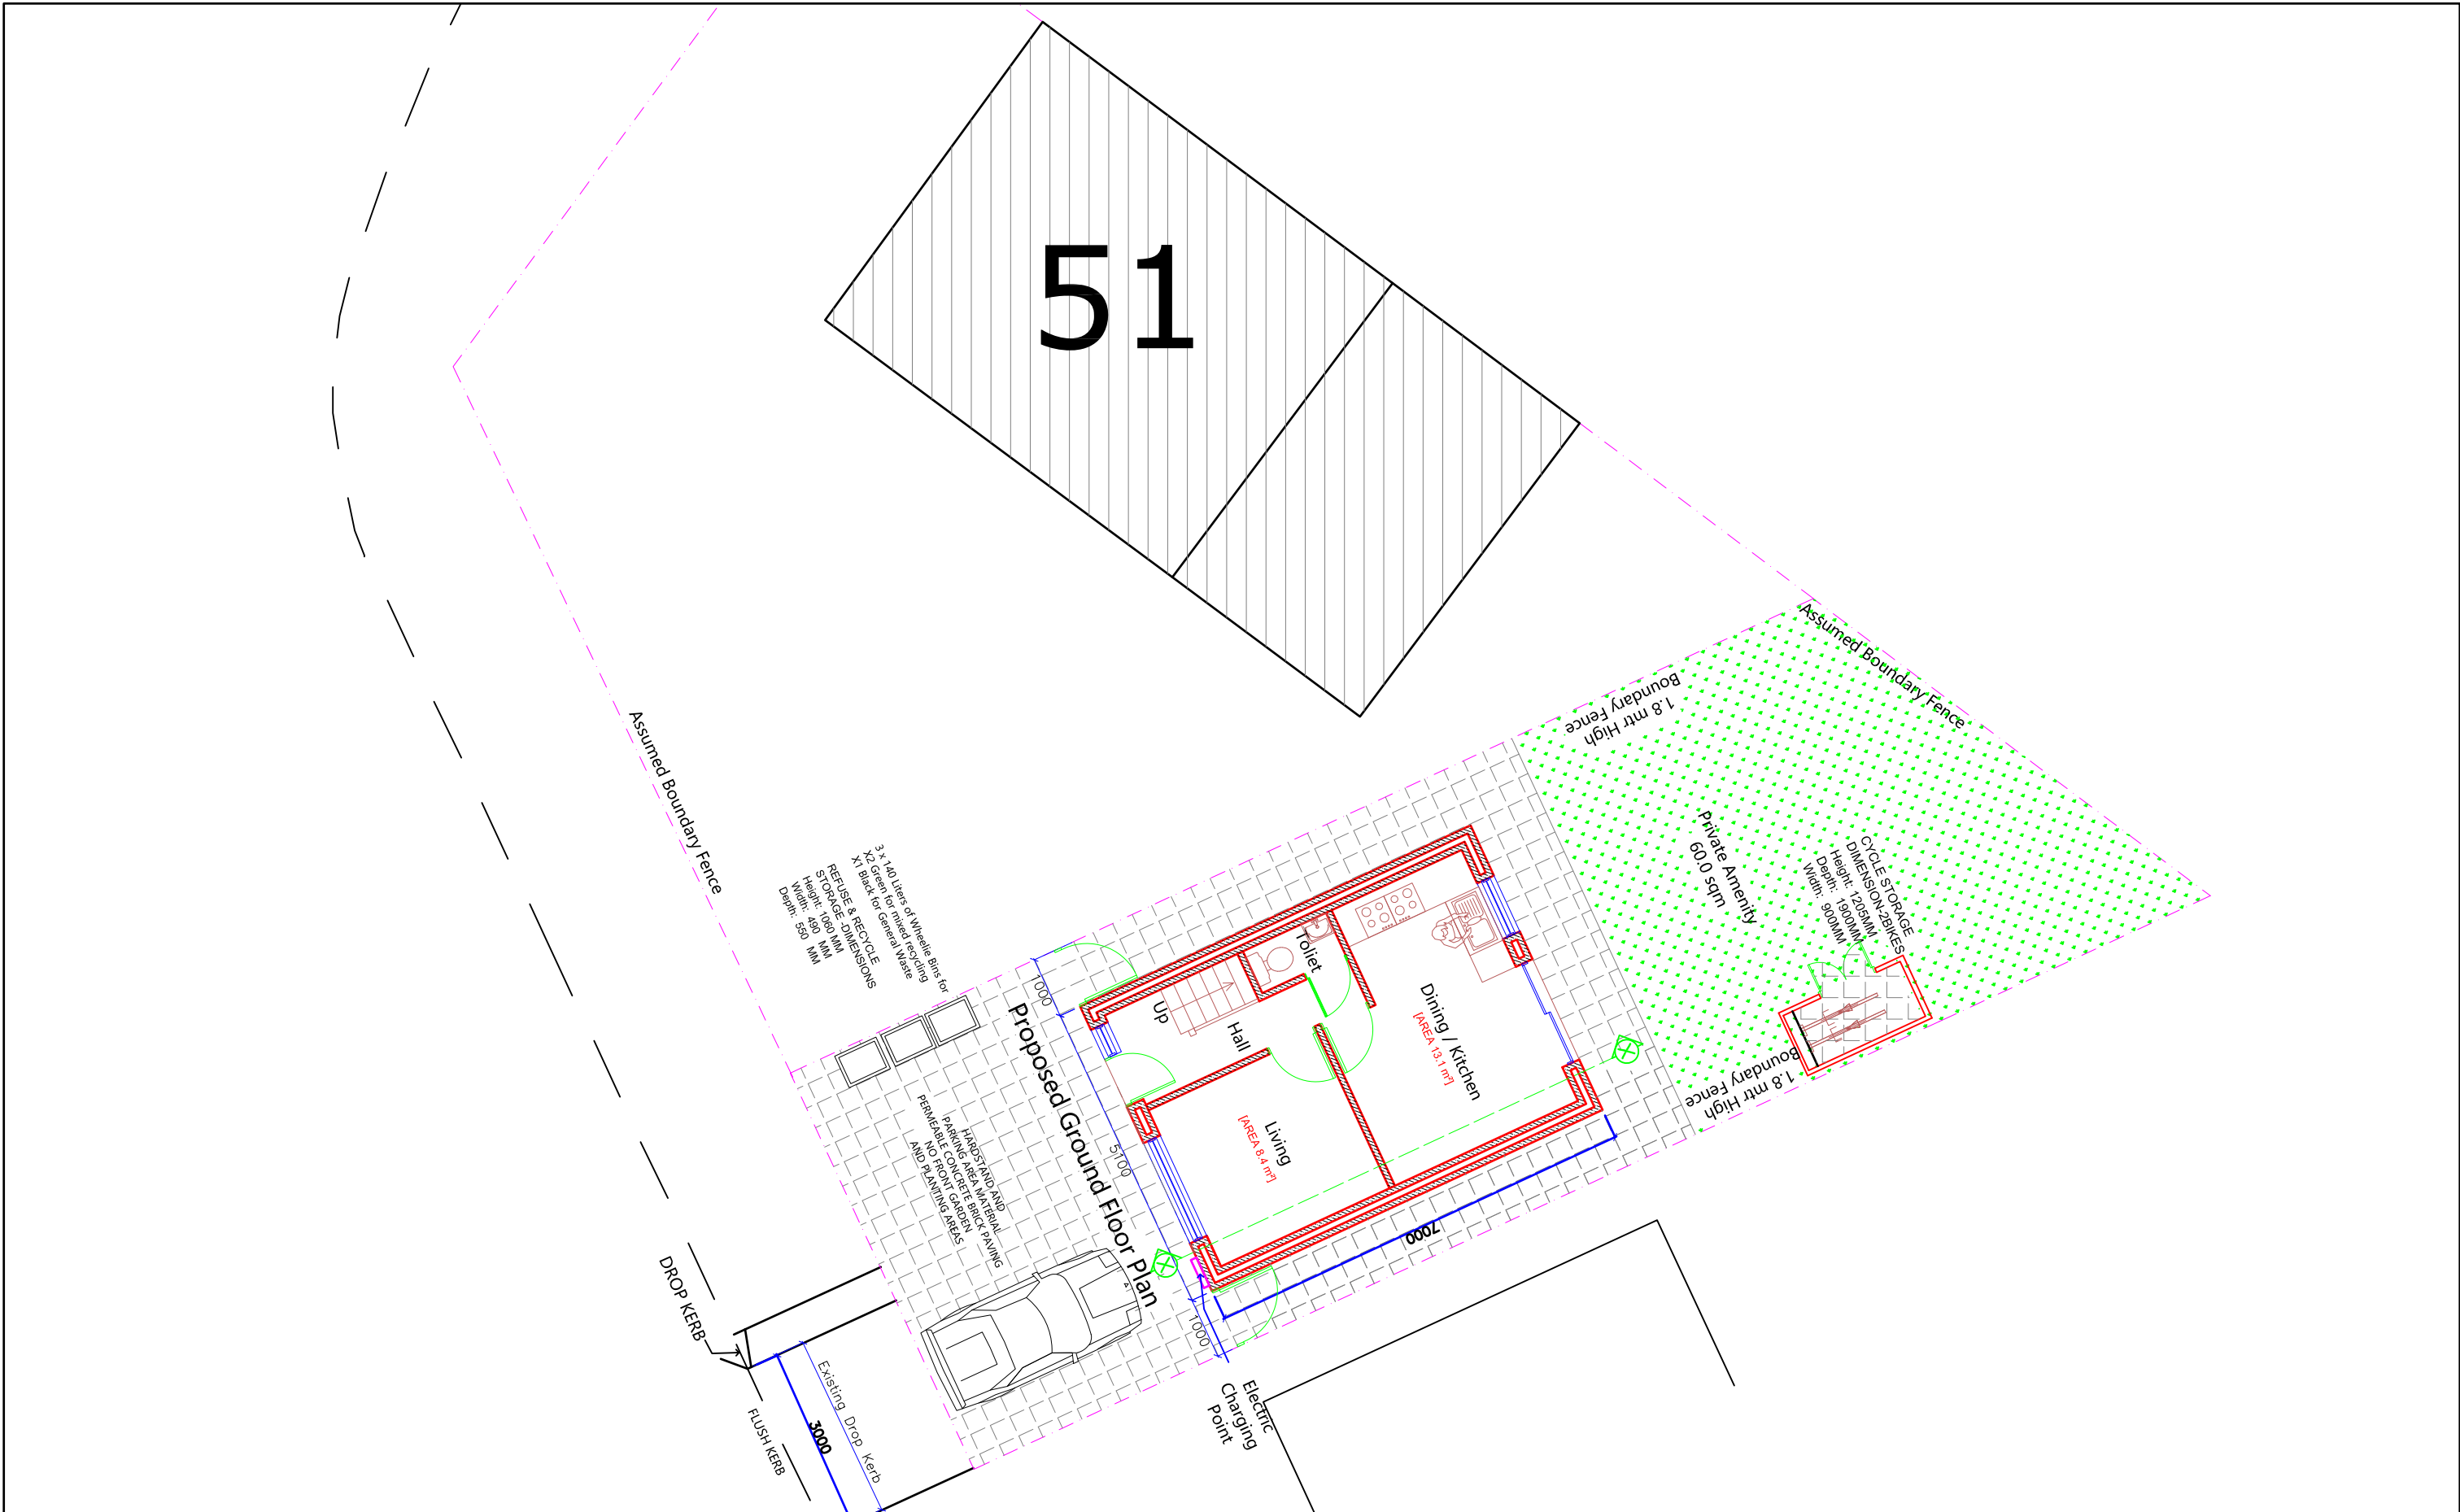 51
Assumed Boundary Fence
Assumed Boundary Fence
1.8 mtr High
Boundary Fence
Private Amenity
60.0 sqm
CYCLE STORAGE
DIMENSION-2BIKES
Height: 1205MM
Depth: 1900MM
Width: 900MM
1.8 mtr High
Boundary Fence
3 x 140 Liters of Wheelie Bins for
X2 Green for mixed recycling
X1 Black for General Waste
REFUSE & RECYCLE
STORAGE -DIMENSIONS
Height: 1060 MM
Width: 490 MM
Depth: 550 MM
1000
Proposed Ground Floor Plan
5100
1000
Up
Toliet
Hall
Dining / Kitchen
[AREA 13.1 m²]
Living
[AREA 8.4 m²]
7000
HARDSTAND AND
PARKING AREA MATERIAL
PERMEABLE CONCRETE BRICK PAVING
NO FRONT GARDEN
AND PLANTING AREAS
DROP KERB
Existing Drop Kerb
3000
FLUSH KERB
Electric
Charging
Point